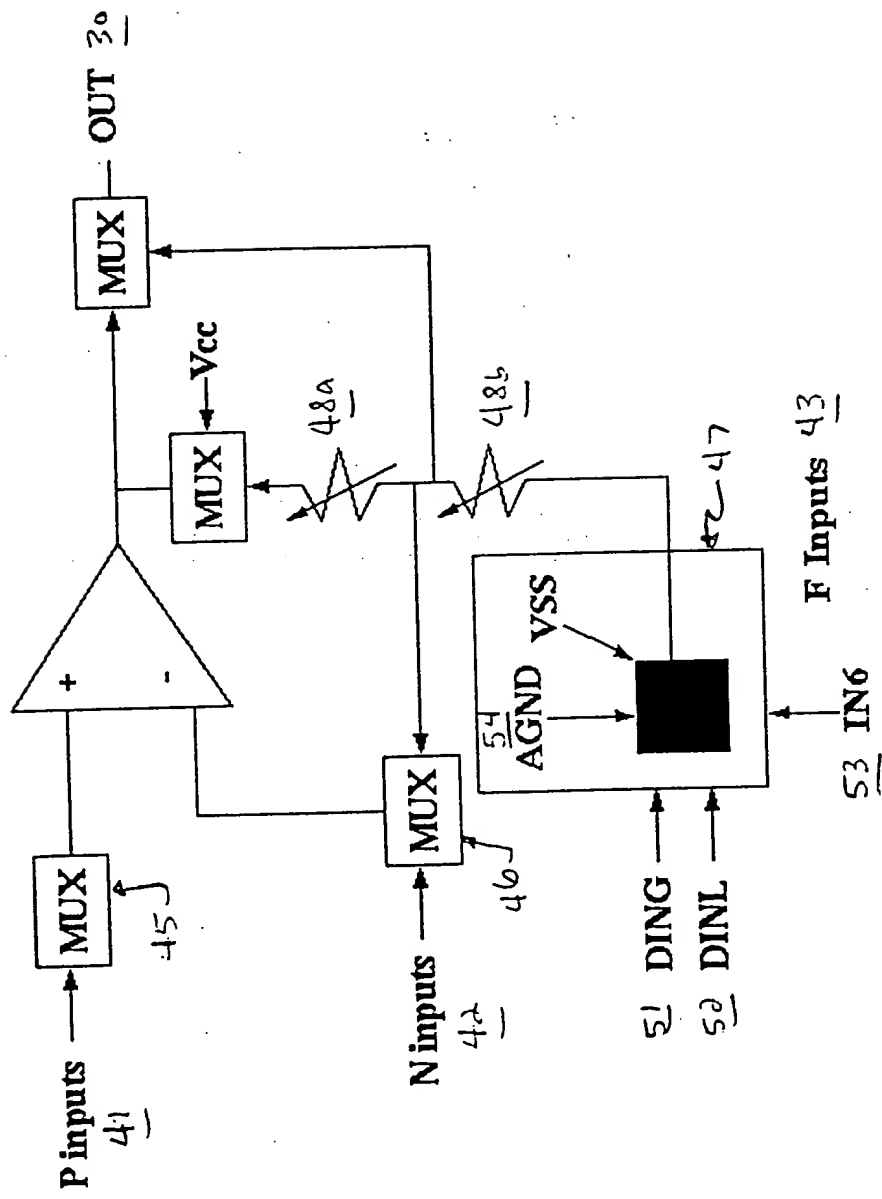 P inputs
41
MUX
45
+
-
MUX
OUT 30
MUX
Vcc
48a
48b
N inputs
42
MUX
46
54
AGND
VSS
47
51 DING
52 DINL
53 IN6
F Inputs 43